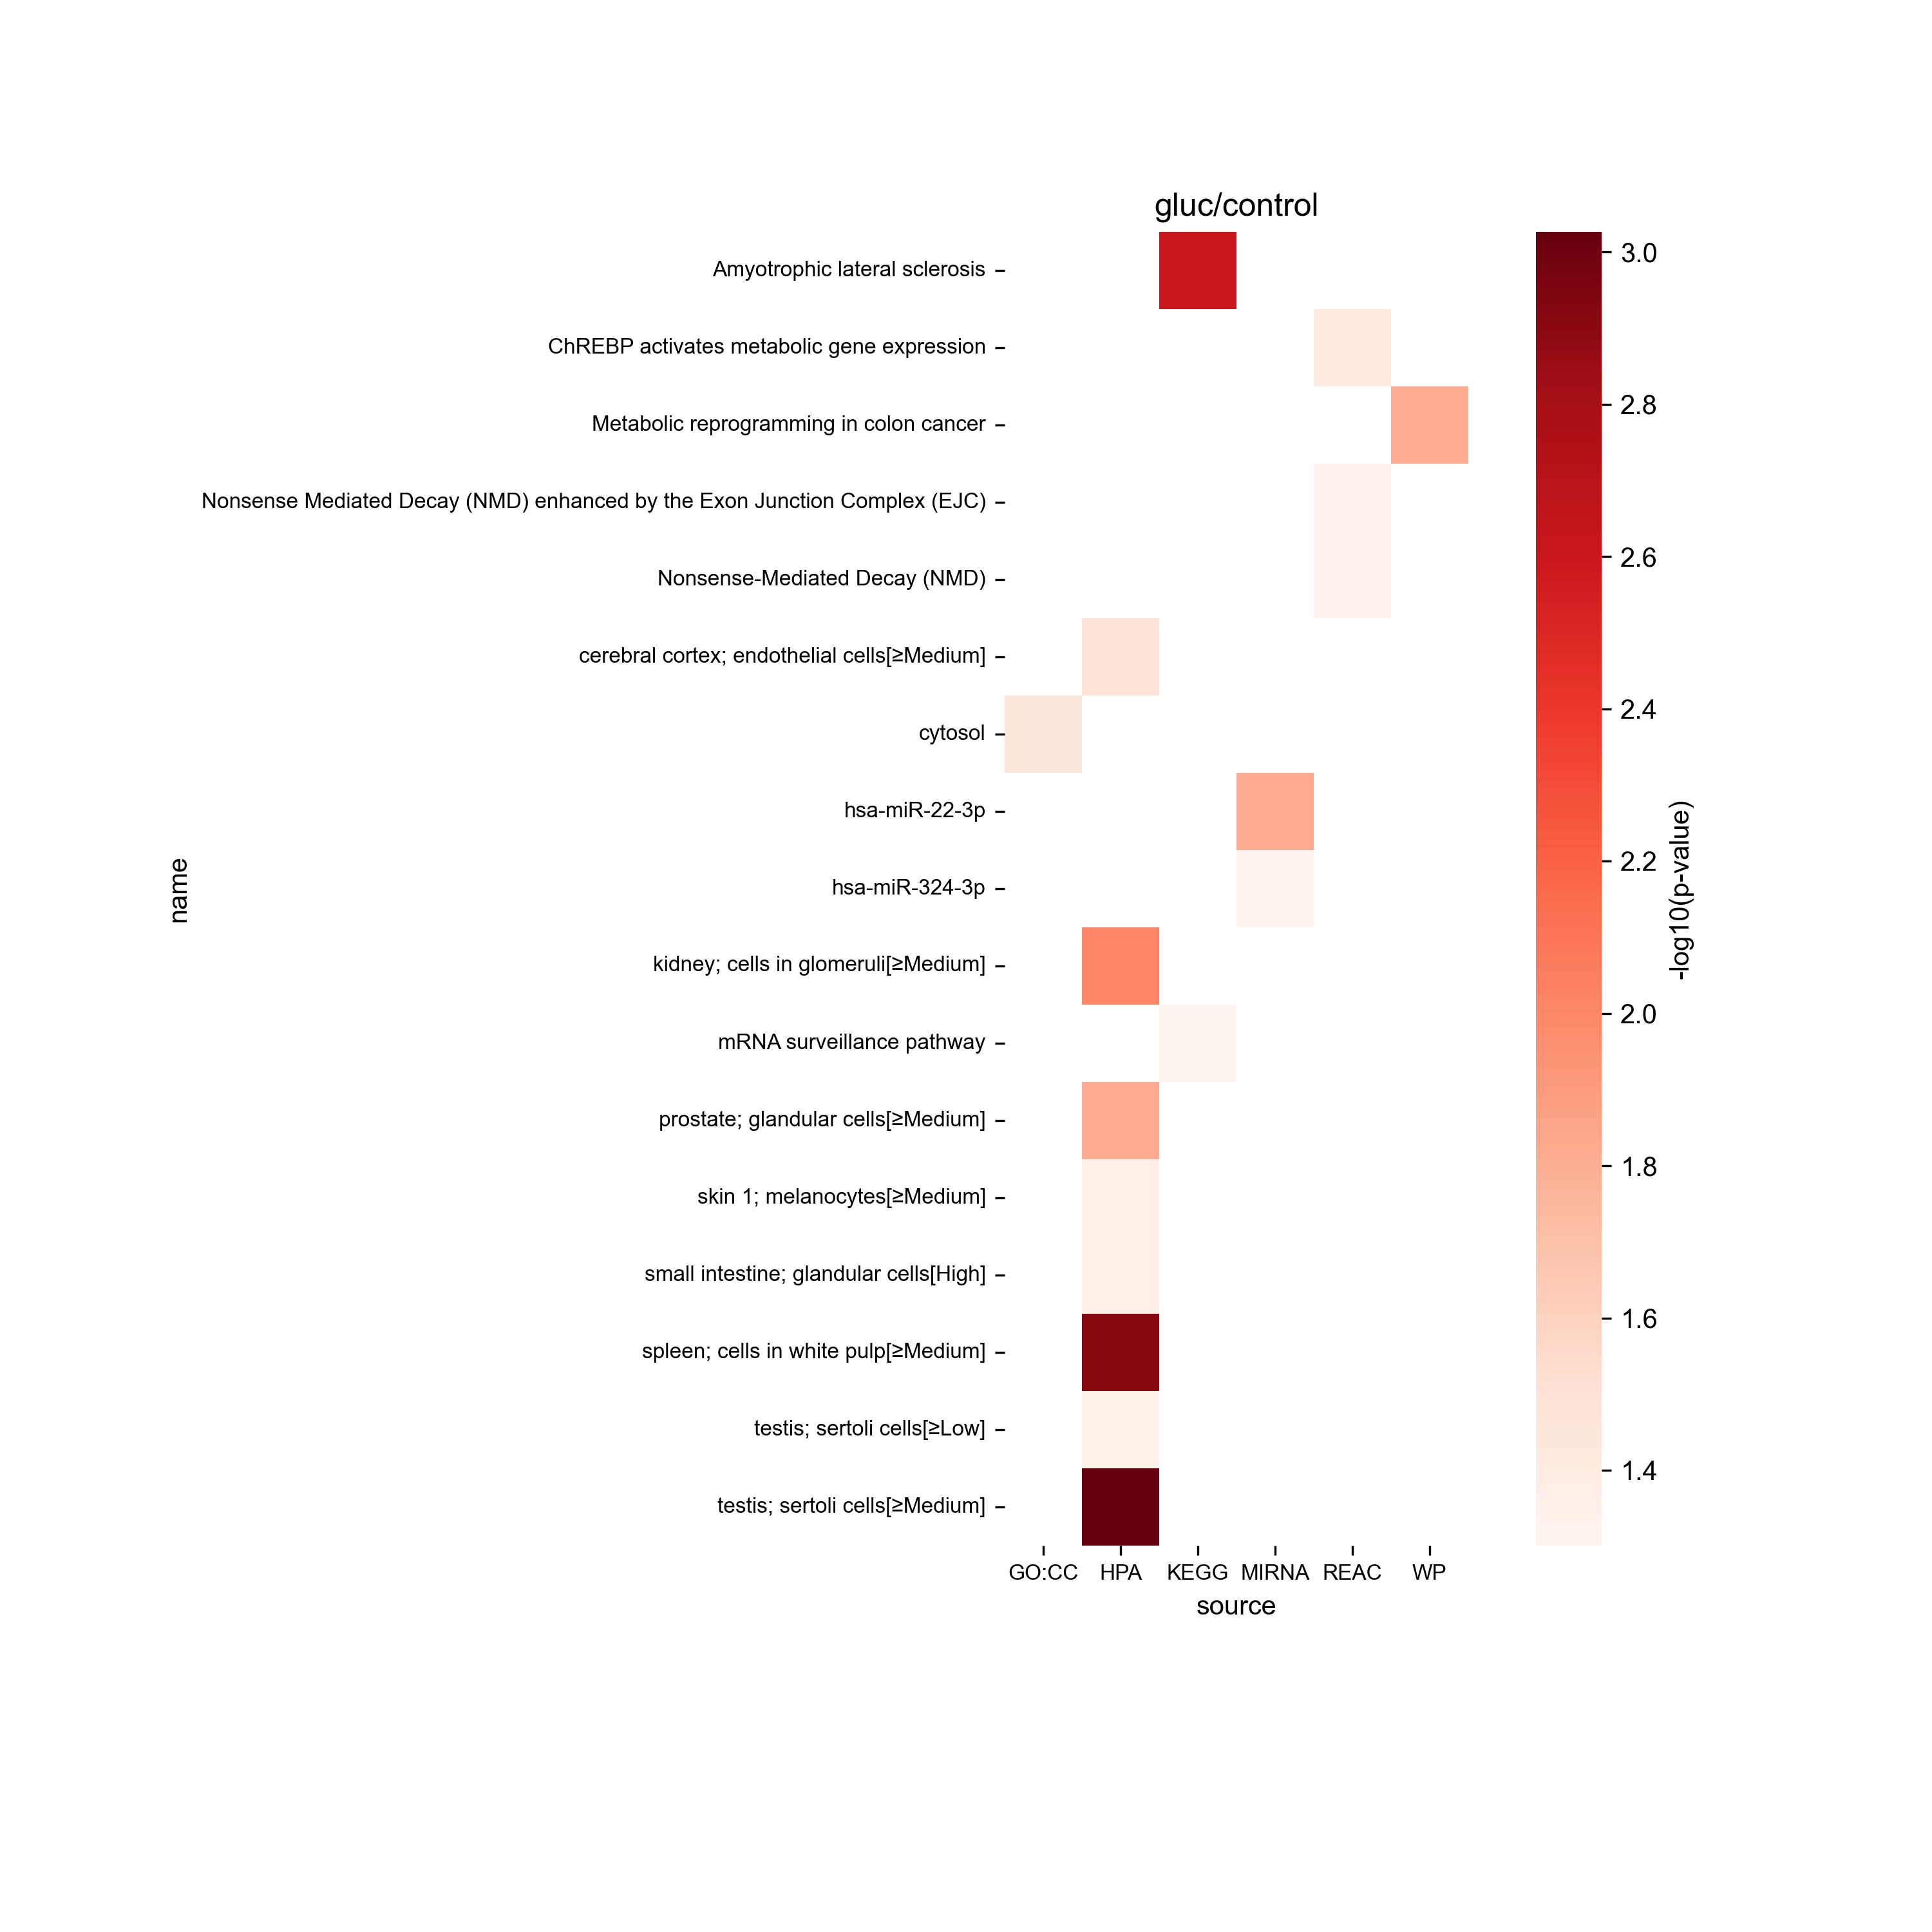 gluc/control
Amyotrophic lateral sclerosis
ChREBP activates metabolic gene expression
Metabolic reprogramming in colon cancer
Nonsense Mediated Decay (NMD) enhanced by the Exon Junction Complex (EJC)
Nonsense-Mediated Decay (NMD)
cerebral cortex; endothelial cells[≥Medium]
cytosol
hsa-miR-22-3p
hsa-miR-324-3p
kidney; cells in glomeruli[≥Medium]
mRNA surveillance pathway
prostate; glandular cells[≥Medium]
skin 1; melanocytes[≥Medium]
small intestine; glandular cells[High]
spleen; cells in white pulp[≥Medium]
testis; sertoli cells[≥Low]
testis; sertoli cells[≥Medium]
name
GO:CC HPA KEGG MIRNA REAC WP
source
3.0
2.8
2.6
2.4
2.2
2.0
1.8
1.6
1.4
-log10(p-value)